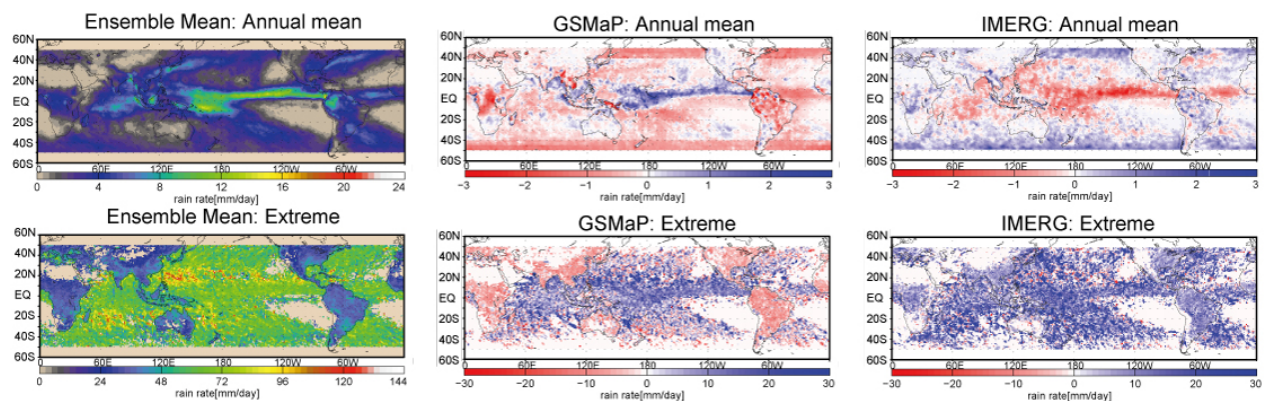 Ensemble Mean: Annual mean
60N
40N
20N
EQ
20S
40S
60S
0 60E 120E 180 120W 60W
0 4 8 12 16 20 24
rain rate[mm/day]
GSMaP: Annual mean
60N
40N
20N
EQ
20S
40S
60S
0 60E 120E 180 120W 60W
−3 −2 −1 0 1 2 3
rain rate[mm/day]
IMERG: Annual mean
60N
40N
20N
EQ
20S
40S
60S
0 60E 120E 180 120W 60W
−3 −2 −1 0 1 2 3
rain rate[mm/day]
Ensemble Mean: Extreme
60N
40N
20N
EQ
20S
40S
60S
0 60E 120E 180 120W 60W
0 24 48 72 96 120 144
rain rate[mm/day]
GSMaP: Extreme
60N
40N
20N
EQ
20S
40S
60S
0 60E 120E 180 120W 60W
−30 −20 −10 0 10 20 30
rain rate[mm/day]
IMERG: Extreme
60N
40N
20N
EQ
20S
40S
60S
0 60E 120E 180 120W 60W
−30 −20 −10 0 10 20 30
rain rate[mm/day]